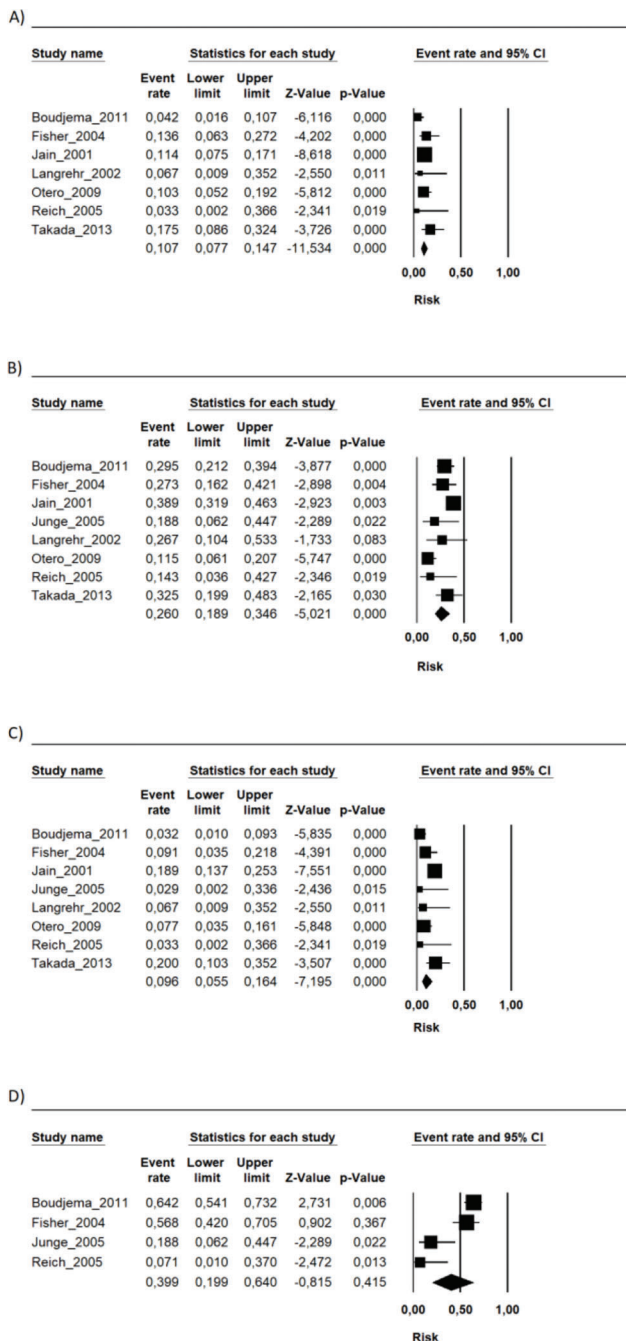 A)
Study name Statistics for each study Event rate and 95% CI
Event Lower Upper
rate limit limit Z-Value p-Value
Boudjema_2011 0,042 0,016 0,107 -6,116 0,000
Fisher_2004 0,136 0,063 0,272 -4,202 0,000
Jain_2001 0,114 0,075 0,171 -8,618 0,000
Langrehr_2002 0,067 0,009 0,352 -2,550 0,011
Otero_2009 0,103 0,052 0,192 -5,812 0,000
Reich_2005 0,033 0,002 0,366 -2,341 0,019
Takada_2013 0,175 0,086 0,324 -3,726 0,000
0,107 0,077 0,147 -11,534 0,000
0,00 0,50 1,00
Risk
B)
Study name Statistics for each study Event rate and 95% CI
Event Lower Upper
rate limit limit Z-Value p-Value
Boudjema_2011 0,295 0,212 0,394 -3,877 0,000
Fisher_2004 0,273 0,162 0,421 -2,898 0,004
Jain_2001 0,389 0,319 0,463 -2,923 0,003
Junge_2005 0,188 0,062 0,447 -2,289 0,022
Langrehr_2002 0,267 0,104 0,533 -1,733 0,083
Otero_2009 0,115 0,061 0,207 -5,747 0,000
Reich_2005 0,143 0,036 0,427 -2,346 0,019
Takada_2013 0,325 0,199 0,483 -2,165 0,030
0,260 0,189 0,346 -5,021 0,000
0,00 0,50 1,00
Risk
C)
Study name Statistics for each study Event rate and 95% CI
Event Lower Upper
rate limit limit Z-Value p-Value
Boudjema_2011 0,032 0,010 0,093 -5,835 0,000
Fisher_2004 0,091 0,035 0,218 -4,391 0,000
Jain_2001 0,189 0,137 0,253 -7,551 0,000
Junge_2005 0,029 0,002 0,336 -2,436 0,015
Langrehr_2002 0,067 0,009 0,352 -2,550 0,011
Otero_2009 0,077 0,035 0,161 -5,848 0,000
Reich_2005 0,033 0,002 0,366 -2,341 0,019
Takada_2013 0,200 0,103 0,352 -3,507 0,000
0,096 0,055 0,164 -7,195 0,000
0,00 0,50 1,00
Risk
D)
Study name Statistics for each study Event rate and 95% CI
Event Lower Upper
rate limit limit Z-Value p-Value
Boudjema_2011 0,642 0,541 0,732 2,731 0,006
Fisher_2004 0,568 0,420 0,705 0,902 0,367
Junge_2005 0,188 0,062 0,447 -2,289 0,022
Reich_2005 0,071 0,010 0,370 -2,472 0,013
0,399 0,199 0,640 -0,815 0,415
0,00 0,50 1,00
Risk